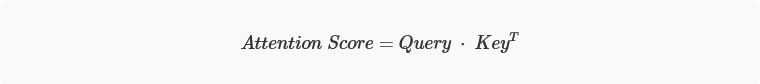 Attention Score = Query · Key^T